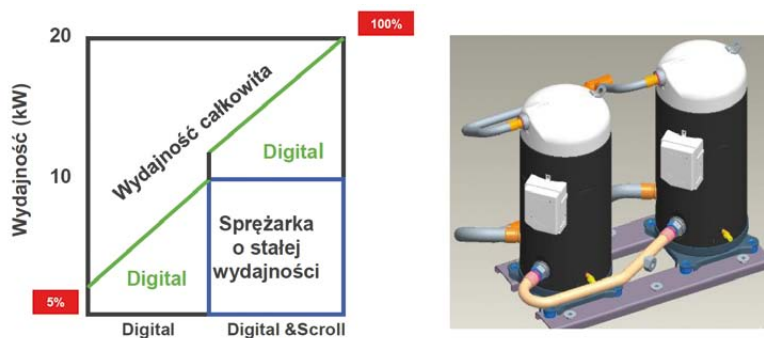 100%
20
Wydajność (kW)
Wydajność całkowita
Digital
10
Sprężarka
o stałej
wydajności
Digital
5%
Digital
Digital &Scroll